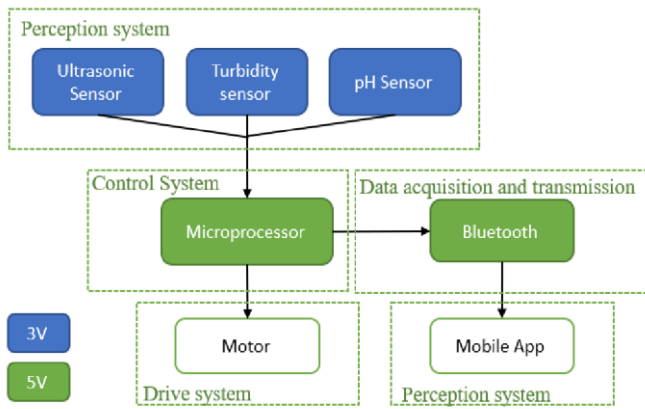 Perception system
Ultrasonic
Sensor
Turbidity
sensor
pH Sensor
Control System
Data acquisition and transmission
Microprocessor
Bluetooth
3V
5V
Motor
Mobile App
Drive system
Perception system